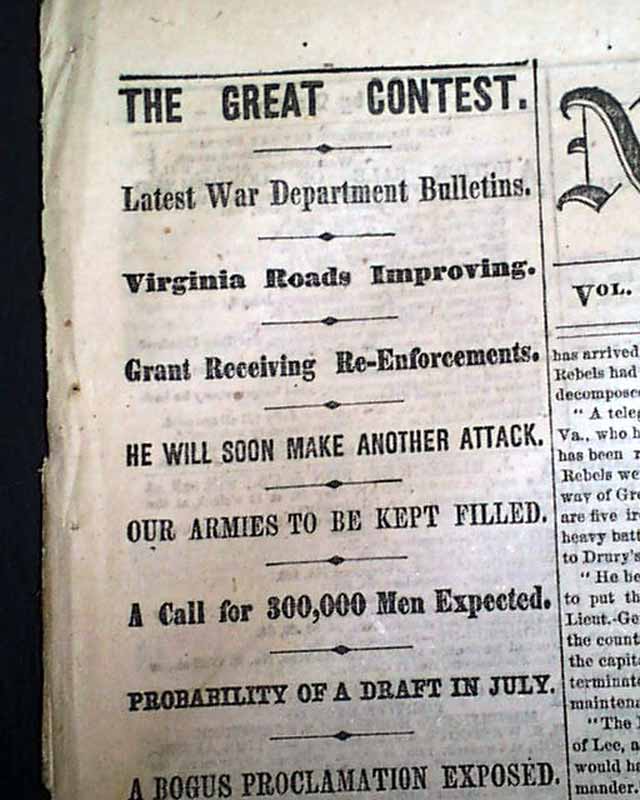 THE GREAT CONTEST.
Latest War Department Bulletins.
Virginia Roads Improving.
Grant Receiving Re-Enforcements.
HE WILL SOON MAKE ANOTHER ATTACK.
OUR ARMIES TO BE KEPT FILLED.
A Call for 300,000 Men Expected.
PROBABILITY OF A DRAFT IN JULY.
A BOGUS PROCLAMATION EXPOSED.
N
VOL.
has arrived
Rebels had
decompose
" A tele
Va., who h
has been
Rebels we
way of Gr
are five ir
heavy batt
to Drury's
" He be
to put th
Lieut.-Ge
the count
the capit
terminat
maintena
" The
of Lee, a
would ha
mander.